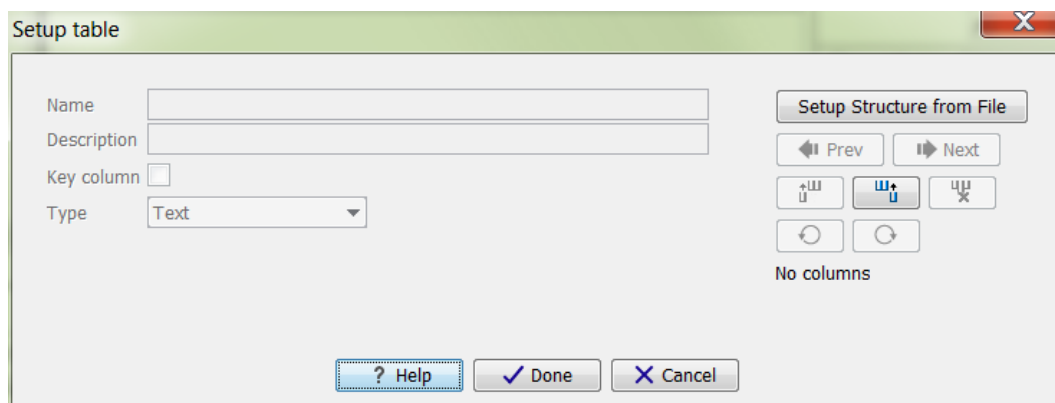 Setup table
Name
Description
Key column
Type
Text
Setup Structure from File
Prev
Next
No columns
? Help
Done
Cancel